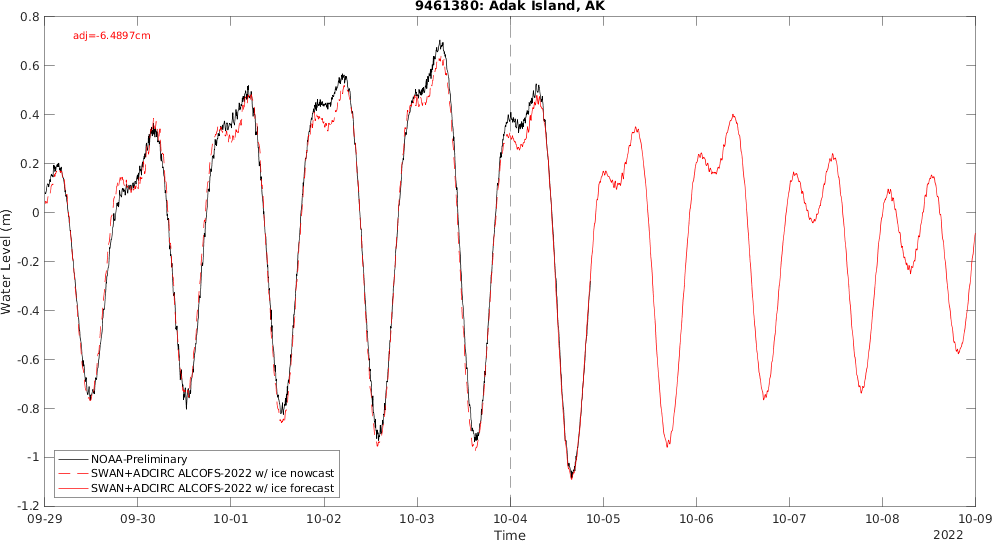 9461380: Adak Island, AK
adj=-6.4897cm
0.8
0.6
0.4
0.2
0
-0.2
-0.4
-0.6
-0.8
-1
-1.2
Water Level (m)
NOAA-Preliminary
SWAN+ADCIRC ALCOFS-2022 w/ ice nowcast
SWAN+ADCIRC ALCOFS-2022 w/ ice forecast
09-29 09-30 10-01 10-02 10-03 10-04 10-05 10-06 10-07 10-08 10-09
Time
2022